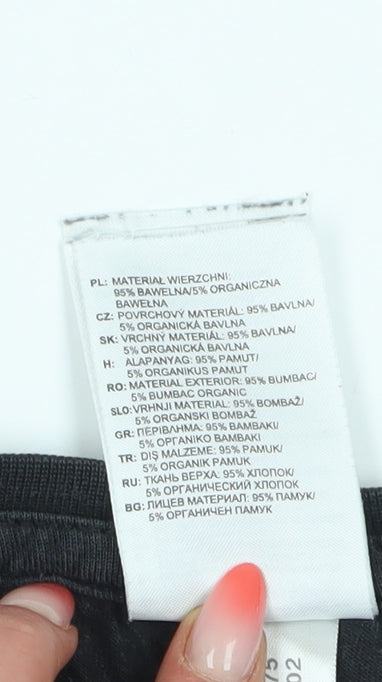 PL: MATERIAŁ WIERZCHNI:
95% BAWEŁNA/5% ORGANICZNA
BAWEŁNA
CZ: POVRCHOVÝ MATERIÁL: 95% BAVLNA/
5% ORGANICKÁ BAVLNA
SK: VRCHNÝ MATERIÁL: 95% BAVLNA/
5% ORGANICKÁ BAVLNA
H: ALAPANYAG: 95% PAMUT/
5% ORGANIKUS PAMUT
RO: MATERIAL EXTERIOR: 95% BUMBAC/
5% BUMBAC ORGANIC
SLO: VRHNJI MATERIAL: 95% BOMBAŽ/
5% ORGANSKI BOMBAŽ
GR: ΠΕΡΙΒΛΗΜΑ: 95% ΒΑΜΒΑΚΙ/
5% ΟΡΓΑΝΙΚΟ ΒΑΜΒΑΚΙ
TR: DIŞ MALZEME: 95% PAMUK/
5% ORGANIK PAMUK
RU: ТКАНЬ ВЕРХА: 95% ХЛОПОК/
5% ОРГАНИЧЕСКИЙ ХЛОПОК
BG: ЛИЦЕВ МАТЕРИАЛ: 95% ПАМУК/
5% ОРГАНИЧЕН ПАМУК
75
02